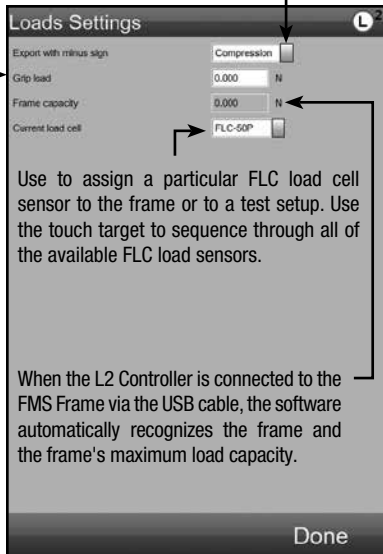 Loads Settings L2
Export with minus sign Compression
Grip load 0.000 N
Frame capacity 0.000 N
Current load cell FLC-50P
Use to assign a particular FLC load cell
sensor to the frame or to a test setup. Use
the touch target to sequence through all of
the available FLC load sensors.
When the L2 Controller is connected to the
FMS Frame via the USB cable, the software
automatically recognizes the frame and
the frame's maximum load capacity.
Done